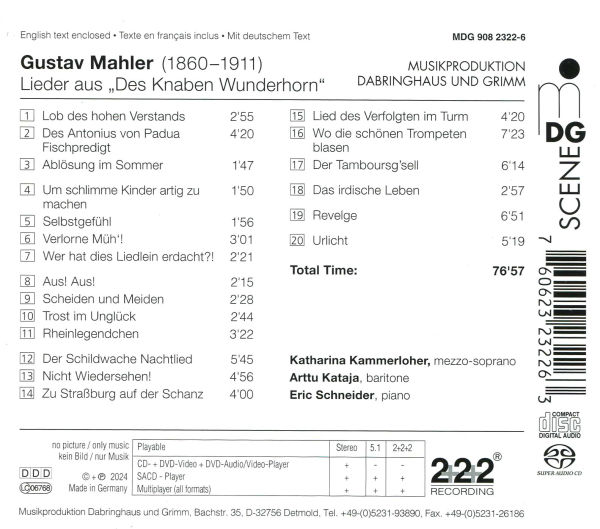 English text enclosed • Texte en français inclus • Mit deutschem Text
MDG 908 2322-6
Gustav Mahler (1860–1911)
Lieder aus „Des Knaben Wunderhorn“
MUSIKPRODUKTION
DABRINGHAUS UND GRIMM
1 Lob des hohen Verstands 2'55
2 Des Antonius von Padua 4'20
Fischpredigt
3 Ablösung im Sommer 1'47
4 Um schlimme Kinder artig zu 1'50
machen
5 Selbstgefühl 1'56
6 Verlorne Müh'! 3'01
7 Wer hat dies Liedlein erdacht?! 2'21
8 Aus! Aus! 2'15
9 Scheiden und Meiden 2'28
10 Trost im Unglück 2'44
11 Rheinlegendchen 3'22
12 Der Schildwache Nachtlied 5'45
13 Nicht Wiedersehen! 4'56
14 Zu Straßburg auf der Schanz 4'00
15 Lied des Verfolgten im Turm 4'20
16 Wo die schönen Trompeten 7'23
blasen
17 Der Tamboursg'sell 6'14
18 Das irdische Leben 2'57
19 Revelge 6'51
20 Urlicht 5'19
Total Time: 76'57
Katharina Kammerloher, mezzo-soprano
Arttu Kataja, baritone
Eric Schneider, piano
MDG
SCENE
7 60623 23226 3
COMPACT
disc
DIGITAL AUDIO
SUPER AUDIO CD
no picture / only music
kein Bild / nur Musik
DDD
LC 06768
© + ℗ 2024
Made in Germany
Playable Stereo 5.1 2+2+2
CD- + DVD-Video + DVD-Audio/Video-Player + - -
SACD - Player + + +
Multiplayer (all formats) + + +
2+2+2®
RECORDING
Musikproduktion Dabringhaus und Grimm, Bachstr. 35, D-32756 Detmold, Tel. +49-(0)5231-93890, Fax. +49-(0)5231-26186